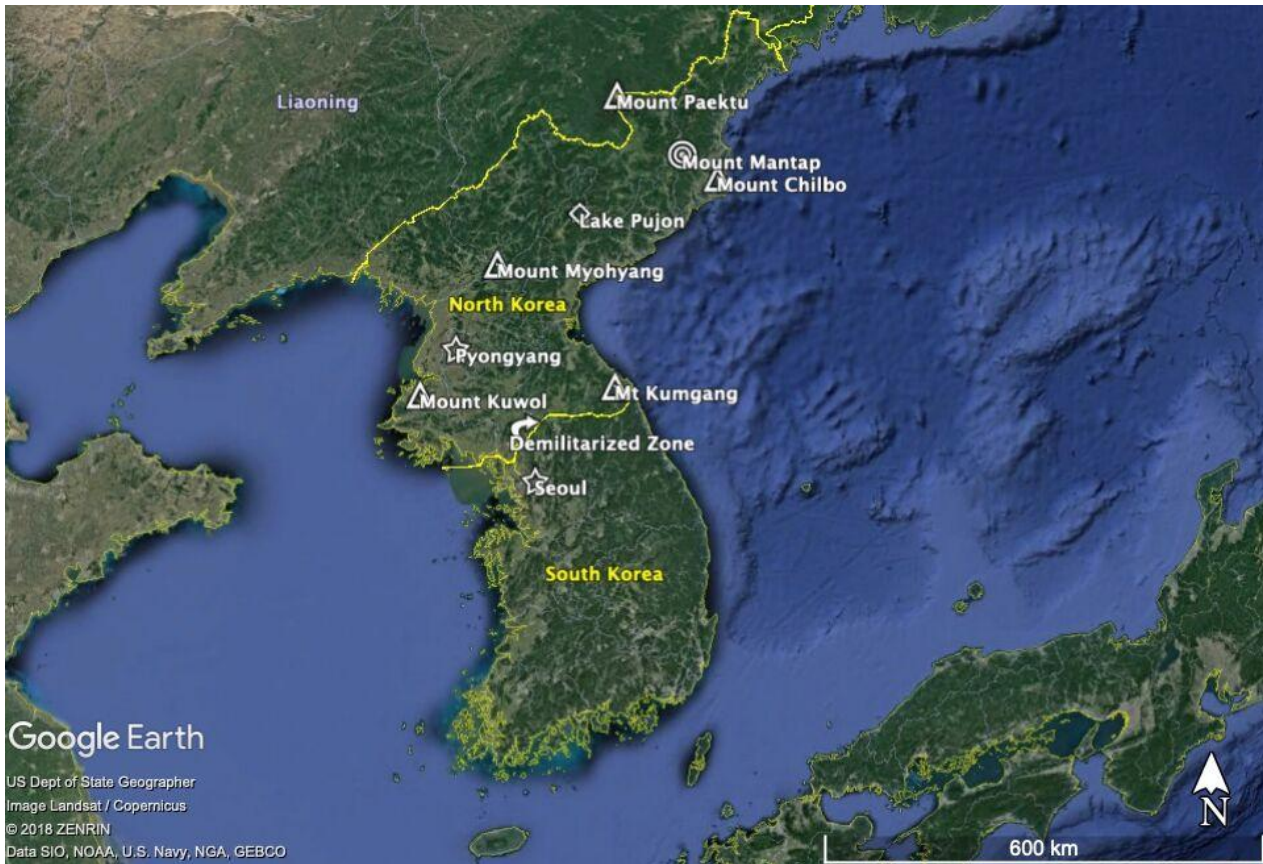 Liaoning
Mount Paektu
Mount Mantap
Mount Chilbo
Lake Pujon
Mount Myohyang
North Korea
Pyongyang
Mt Kumgang
Mount Kuwol
Demilitarized Zone
Seoul
South Korea
Google Earth
US Dept of State Geographer
Image Landsat / Copernicus
© 2018 ZENRIN
Data SIO, NOAA, U.S. Navy, NGA, GEBCO
N
600 km